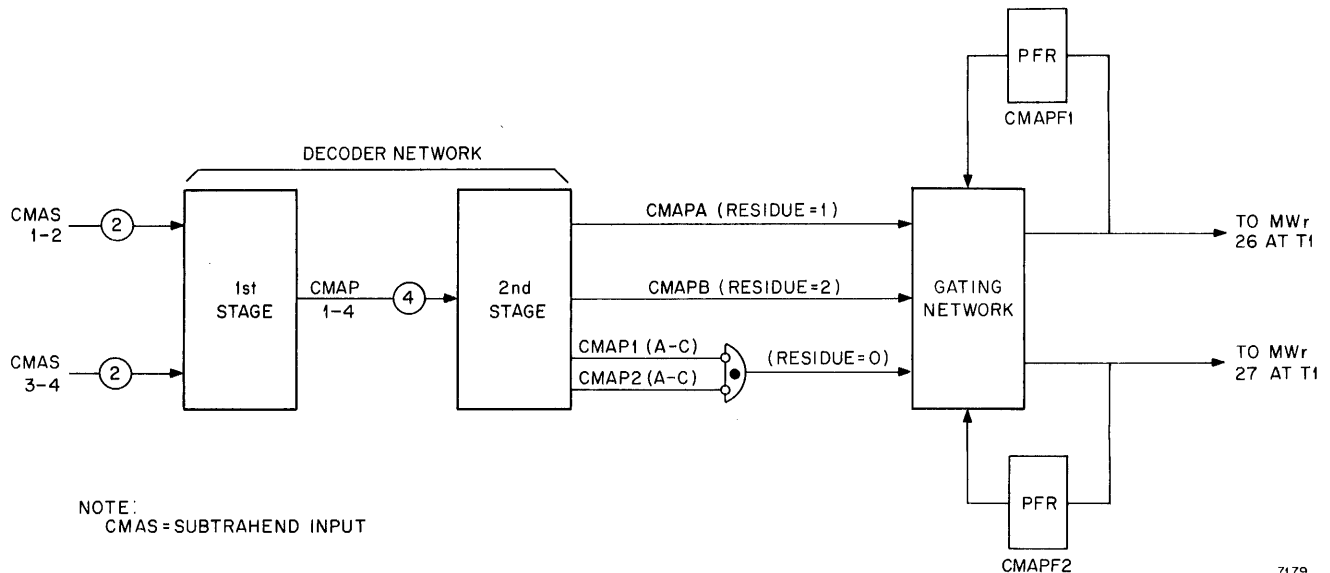 PFR
CMAPF1
DECODER NETWORK
CMAS
1-2
2
CMAPA (RESIDUE=1)
TO MWr
26 AT T1
1st
STAGE
CMAP
1-4
4
2nd
STAGE
CMAPB (RESIDUE=2)
GATING
NETWORK
CMAS
3-4
2
CMAP1 (A-C)
CMAP2 (A-C)
(RESIDUE=0)
TO MWr
27 AT T1
NOTE:
CMAS=SUBTRAHEND INPUT
PFR
CMAPF2
7179